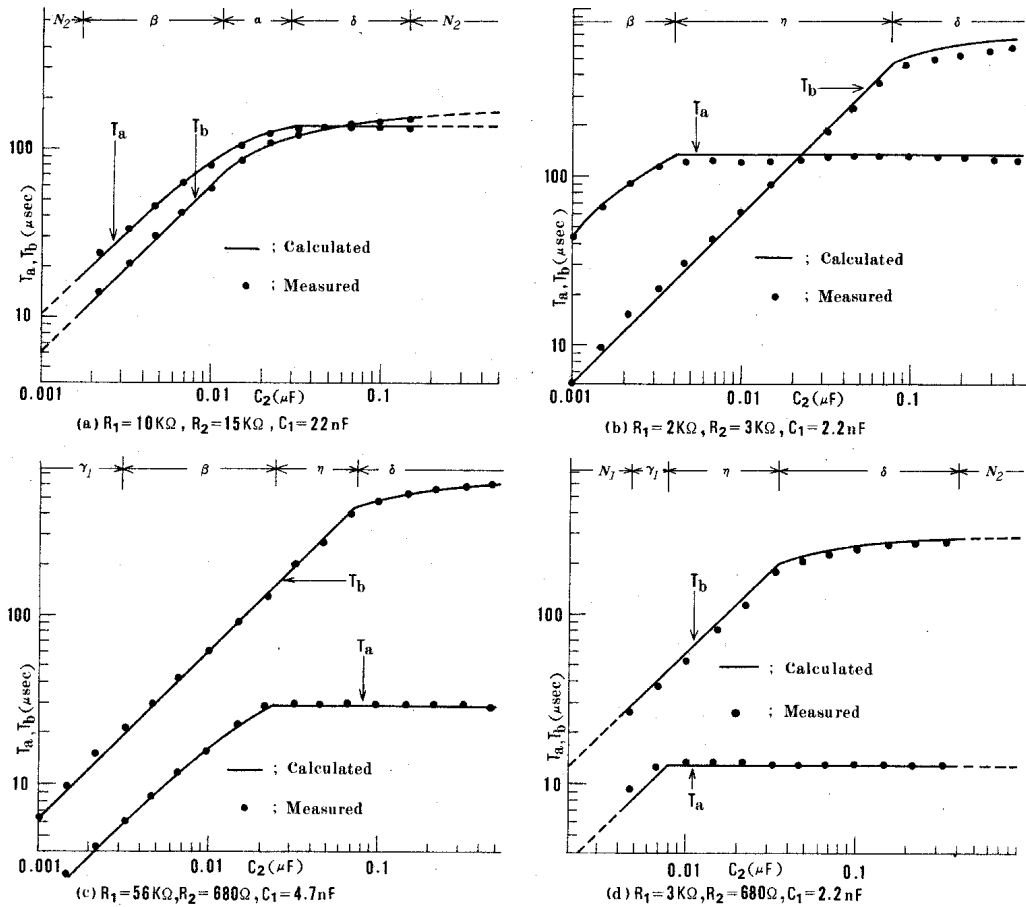 N2 β α δ N2
100
10
Ta
Tb
; Calculated
; Measured
Ta, Tb (μsec)
0.001 0.01 0.1
C2(μF)
(a) R1=10KΩ, R2=15KΩ, C1=22nF
β η δ
100
10
Tb
Ta
; Calculated
; Measured
Ta, Tb (μsec)
0.001 0.01 0.1
C2(μF)
(b) R1=2KΩ, R2=3KΩ, C1=2.2nF
γ1 β η δ
100
10
Tb
Ta
; Calculated
; Measured
Ta, Tb (μsec)
0.001 0.01 0.1
C2(μF)
(c) R1=56KΩ, R2=680Ω, C1=4.7nF
N1 γ1 η δ N2
100
10
Tb
; Calculated
; Measured
Ta
Ta, Tb (μsec)
0.01 0.1
C2(μF)
(d) R1=3KΩ, R2=680Ω, C1=2.2nF